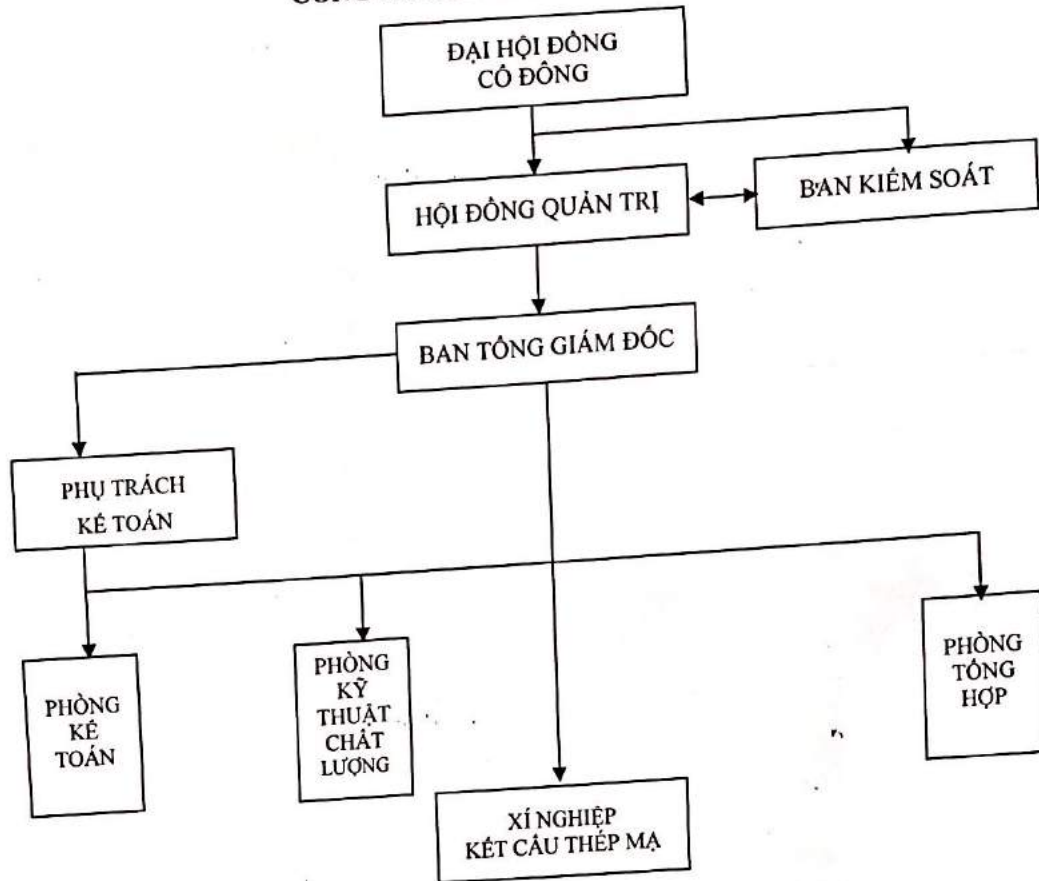 ĐẠI HỘI ĐỒNG
CỔ ĐÔNG
HỘI ĐỒNG QUẢN TRỊ
BAN KIỂM SOÁT
BAN TỔNG GIÁM ĐỐC
PHỤ TRÁCH
KẾ TOÁN
PHÒNG
KẾ
TOÁN
PHÒNG
KỸ
THUẬT
CHẤT
LƯỢNG
PHÒNG
TỔNG
HỢP
XÍ NGHIỆP
KẾT CẤU THÉP MẠ